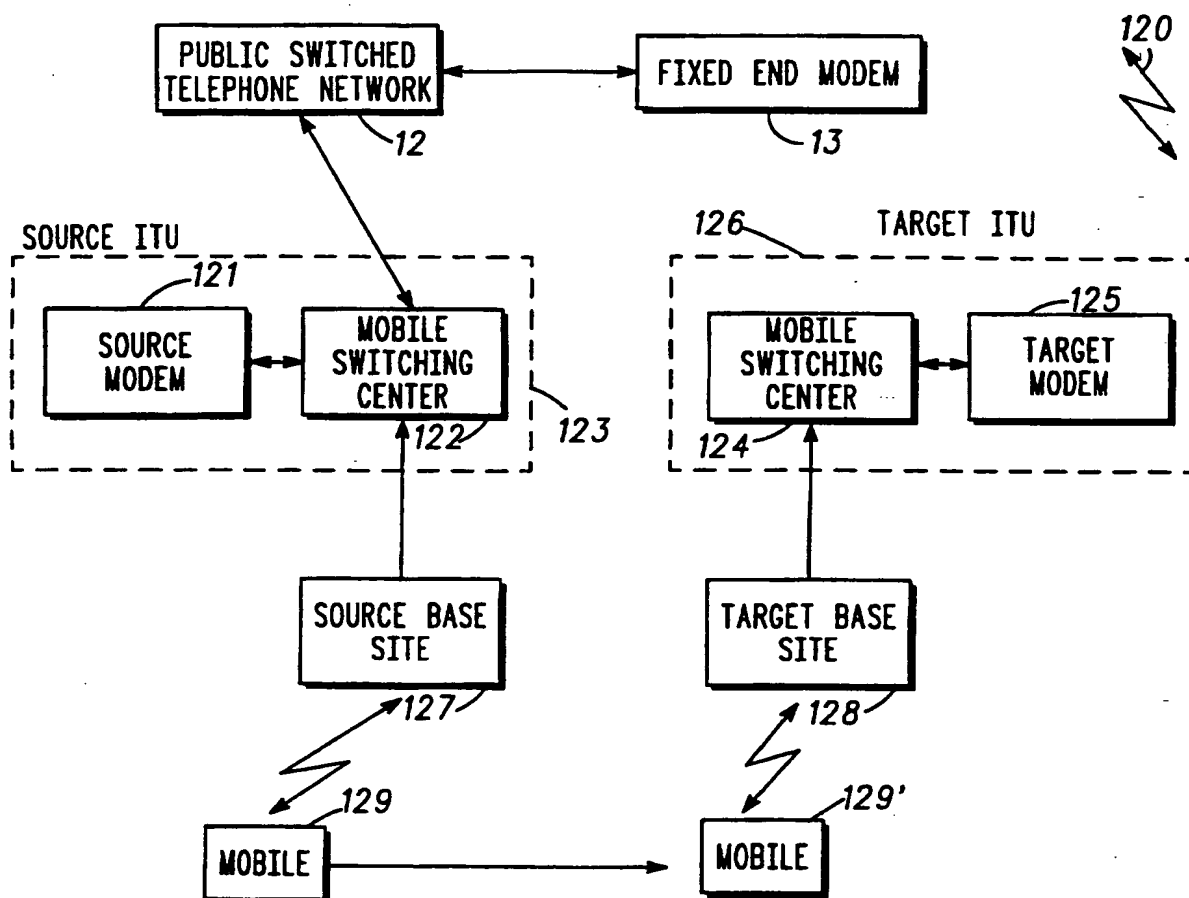 120
PUBLIC SWITCHED
TELEPHONE NETWORK
12
FIXED END MODEM
13
SOURCE ITU
121
SOURCE
MODEM
MOBILE
SWITCHING
CENTER
122
123
126
TARGET ITU
MOBILE
SWITCHING
CENTER
124
125
TARGET
MODEM
SOURCE BASE
SITE
127
TARGET BASE
SITE
128
129
MOBILE
129'
MOBILE